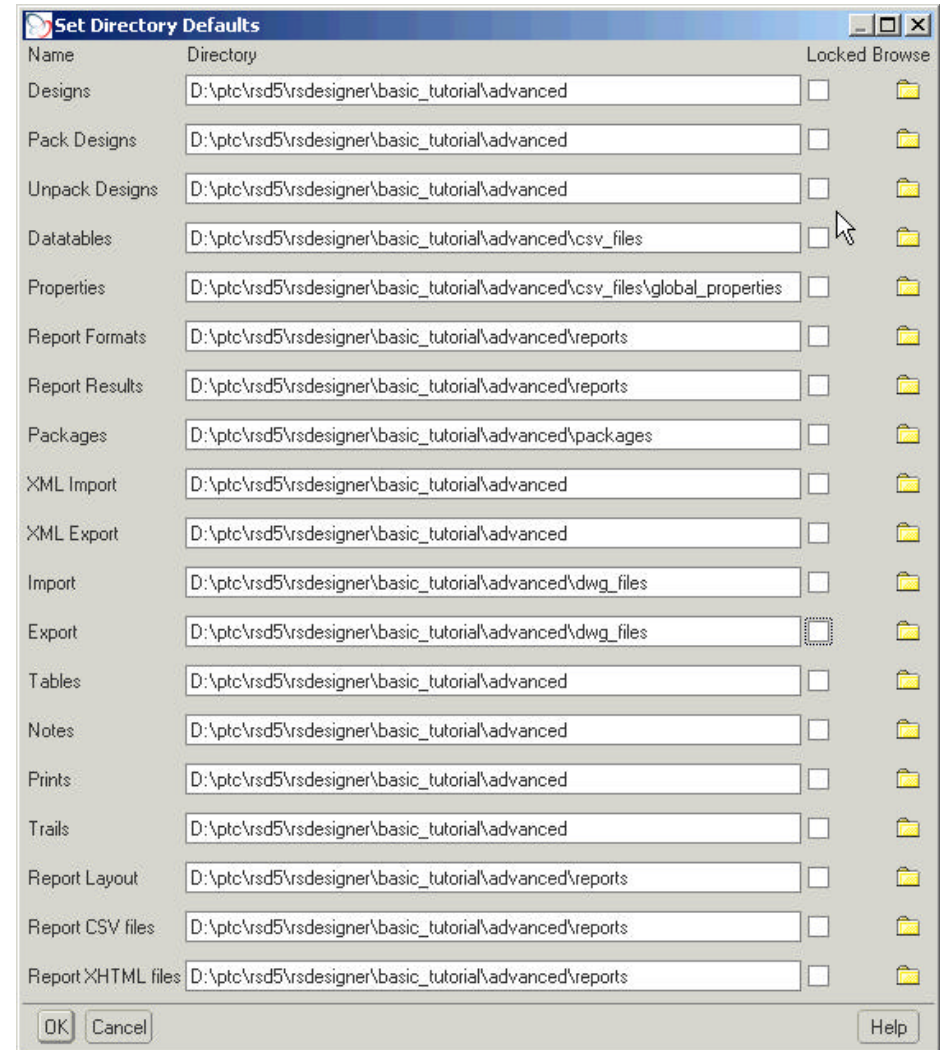 Set Directory Defaults
Name Directory Locked Browse
Designs D:\ptc\rsd5\rsdesigner\basic_tutorial\advanced
Pack Designs D:\ptc\rsd5\rsdesigner\basic_tutorial\advanced
Unpack Designs D:\ptc\rsd5\rsdesigner\basic_tutorial\advanced
Datatables D:\ptc\rsd5\rsdesigner\basic_tutorial\advanced\csv_files
Properties D:\ptc\rsd5\rsdesigner\basic_tutorial\advanced\csv_files\global_properties
Report Formats D:\ptc\rsd5\rsdesigner\basic_tutorial\advanced\reports
Report Results D:\ptc\rsd5\rsdesigner\basic_tutorial\advanced\reports
Packages D:\ptc\rsd5\rsdesigner\basic_tutorial\advanced\packages
XML Import D:\ptc\rsd5\rsdesigner\basic_tutorial\advanced
XML Export D:\ptc\rsd5\rsdesigner\basic_tutorial\advanced
Import D:\ptc\rsd5\rsdesigner\basic_tutorial\advanced\dwg_files
Export D:\ptc\rsd5\rsdesigner\basic_tutorial\advanced\dwg_files
Tables D:\ptc\rsd5\rsdesigner\basic_tutorial\advanced
Notes D:\ptc\rsd5\rsdesigner\basic_tutorial\advanced
Prints D:\ptc\rsd5\rsdesigner\basic_tutorial\advanced
Trails D:\ptc\rsd5\rsdesigner\basic_tutorial\advanced
Report Layout D:\ptc\rsd5\rsdesigner\basic_tutorial\advanced\reports
Report CSV files D:\ptc\rsd5\rsdesigner\basic_tutorial\advanced\reports
Report XHTML files D:\ptc\rsd5\rsdesigner\basic_tutorial\advanced\reports
OK Cancel Help